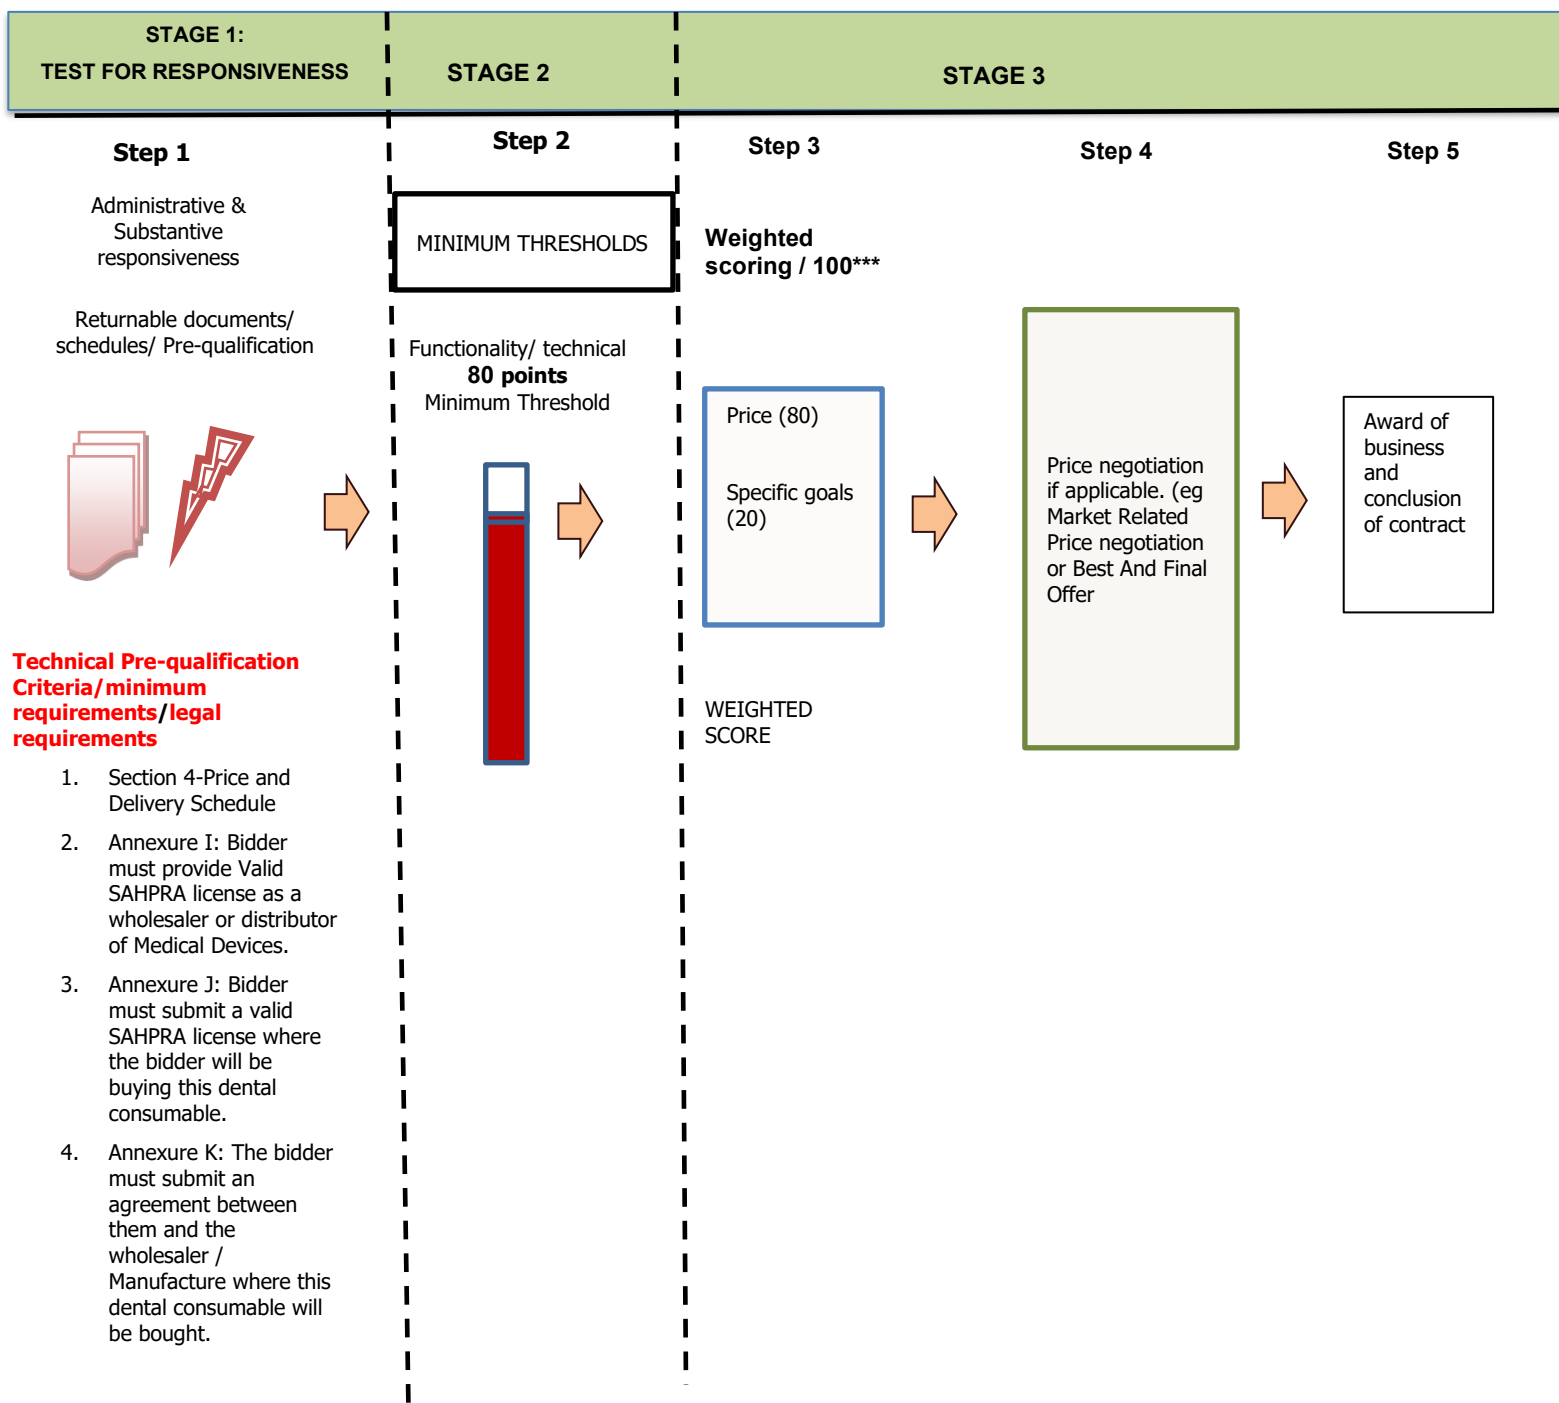 STAGE 1:
TEST FOR RESPONSIVENESS
STAGE 2
STAGE 3
Step 1
Administrative &
Substantive
responsiveness
Returnable documents/
schedules/ Pre-qualification
Technical Pre-qualification
Criteria/minimum
requirements/legal
requirements
1. Section 4-Price and
Delivery Schedule
2. Annexure I: Bidder
must provide Valid
SAHPRA license as a
wholesaler or distributor
of Medical Devices.
3. Annexure J: Bidder
must submit a valid
SAHPRA license where
the bidder will be
buying this dental
consumable.
4. Annexure K: The bidder
must submit an
agreement between
them and the
wholesaler /
Manufacture where this
dental consumable will
be bought.
Step 2
MINIMUM THRESHOLDS
Functionality/ technical
80 points
Minimum Threshold
Step 3
Weighted
scoring / 100***
Price (80)
Specific goals
(20)
WEIGHTED
SCORE
Step 4
Price negotiation
if applicable. (eg
Market Related
Price negotiation
or Best And Final
Offer
Step 5
Award of
business
and
conclusion
of contract